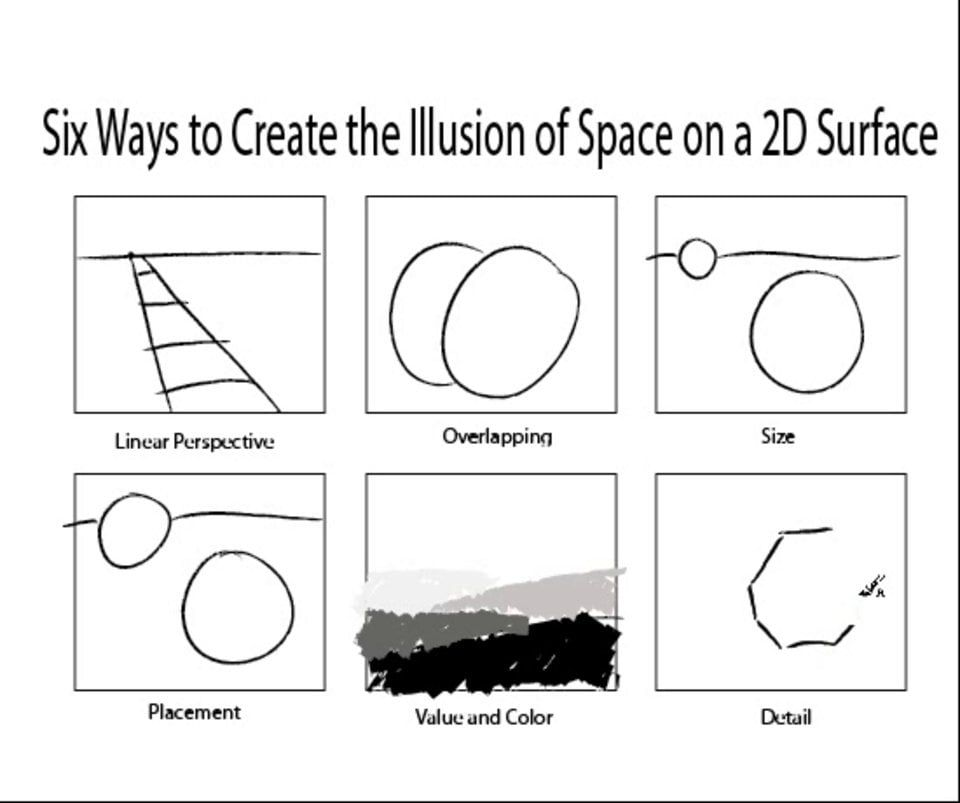 Six Ways to Create the Illusion of Space on a 2D Surface
Linear Perspective
Overlapping
Size
Placement
Value and Color
Detail